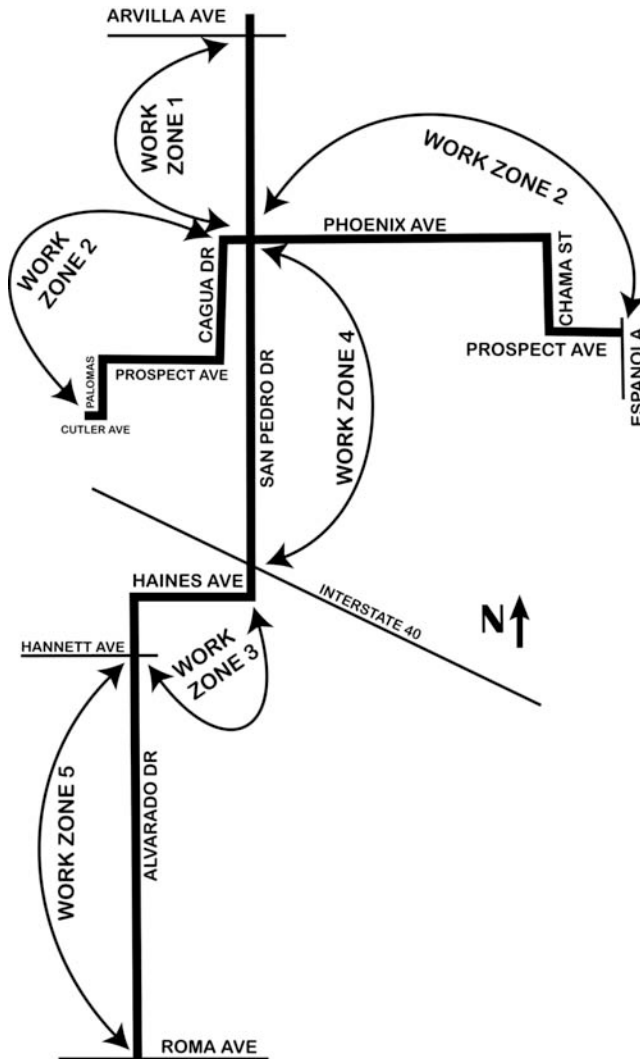 ARVILLA AVE
WORK
ZONE 1
WORK ZONE 2
PHOENIX AVE
CAGUA DR
CHAMA ST
WORK
ZONE 2
PROSPECT AVE
PROSPECT AVE
PALOMAS
CUTLER AVE
ESPANOLA
SAN PEDRO DR
WORK ZONE 4
HAINES AVE
INTERSTATE 40
N
HANNETT AVE
WORK
ZONE 3
WORK ZONE 5
ALVARADO DR
ROMA AVE